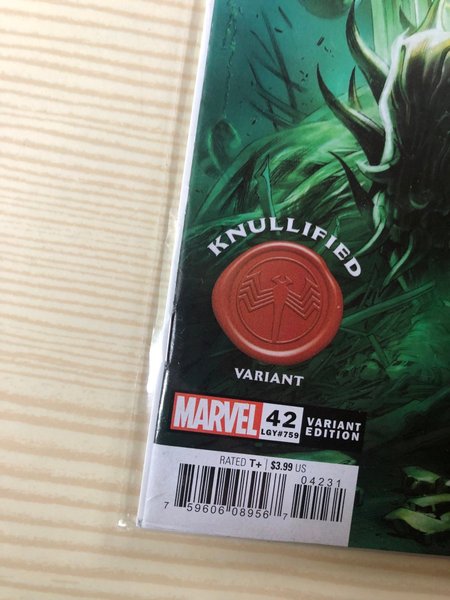 KNULLIFIED
VARIANT
MARVEL
42
LGY#759
VARIANT
EDITION
RATED T+ $3.99 US
04231
7 59606 08956 7